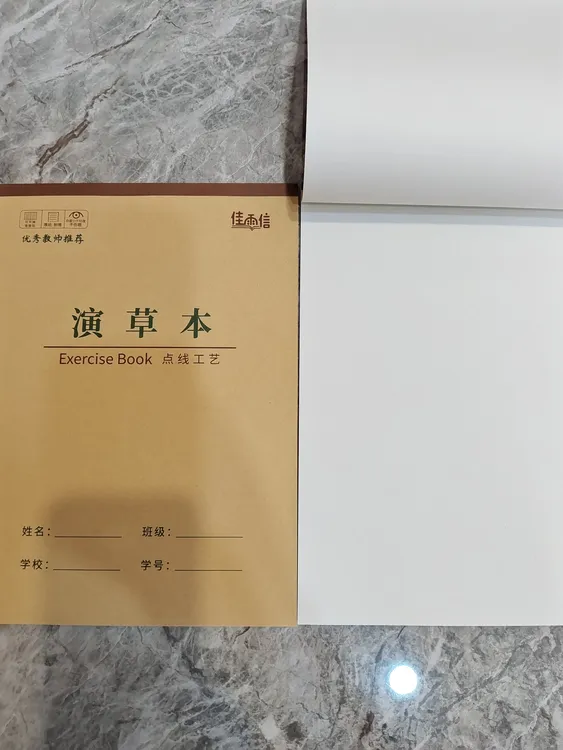 佳雨信
优秀教师推荐
演草本
Exercise Book 点线工艺
姓名： 班级：
学校： 学号：